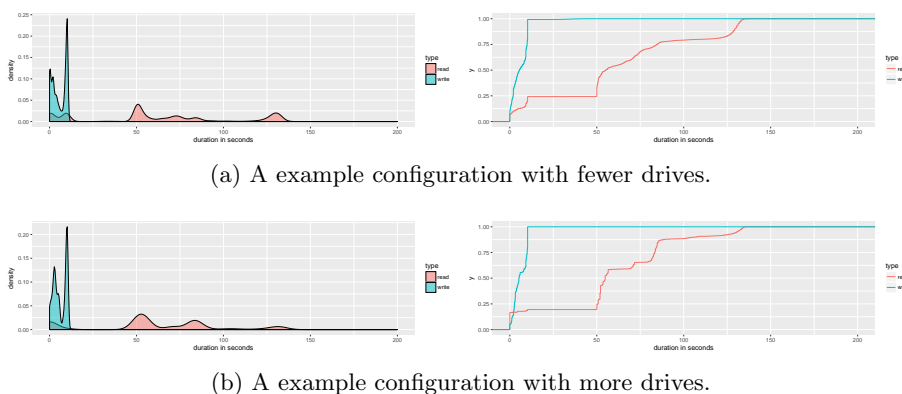 0.25
0.20
0.15
0.10
0.05
0.00
density
0 50 100 150 200
duration in seconds
type
read
write
1.00
0.75
0.50
0.25
0.00
y
0 50 100 150 200
duration in seconds
type
(a) A example configuration with fewer drives.
0.20
0.15
0.10
0.05
0.00
density
0 50 100 150 200
duration in seconds
type
read
write
1.00
0.75
0.50
0.25
0.00
y
0 50 100 150 200
duration in seconds
type
(b) A example configuration with more drives.